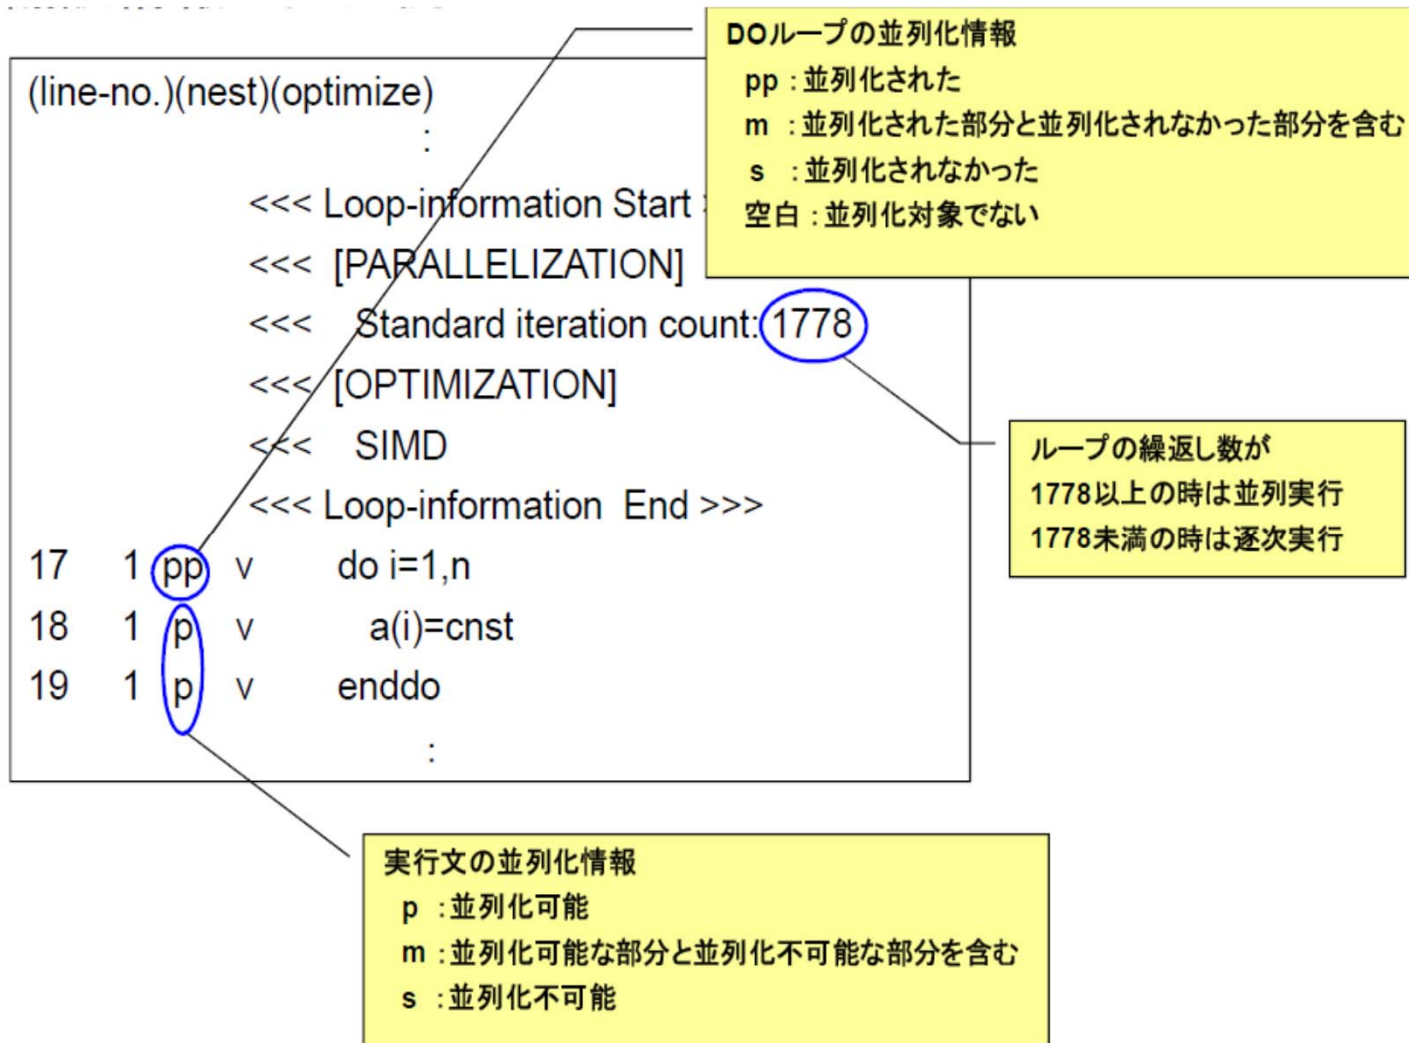 DOループの並列化情報
pp：並列化された
m ：並列化された部分と並列化されなかった部分を含む
s ：並列化されなかった
空白：並列化対象でない
(line-no.)(nest)(optimize)
:
<<< Loop-information Start
<<< [PARALLELIZATION]
<<< Standard iteration count: 1778
<<< [OPTIMIZATION]
<<< SIMD
<<< Loop-information End >>>
17 1 pp v do i=1,n
18 1 p v a(i)=cnst
19 1 p v enddo
:
ループの繰返し数が
1778以上の時は並列実行
1778未満の時は逐次実行
実行文の並列化情報
p ：並列化可能
m：並列化可能な部分と並列化不可能な部分を含む
s ：並列化不可能